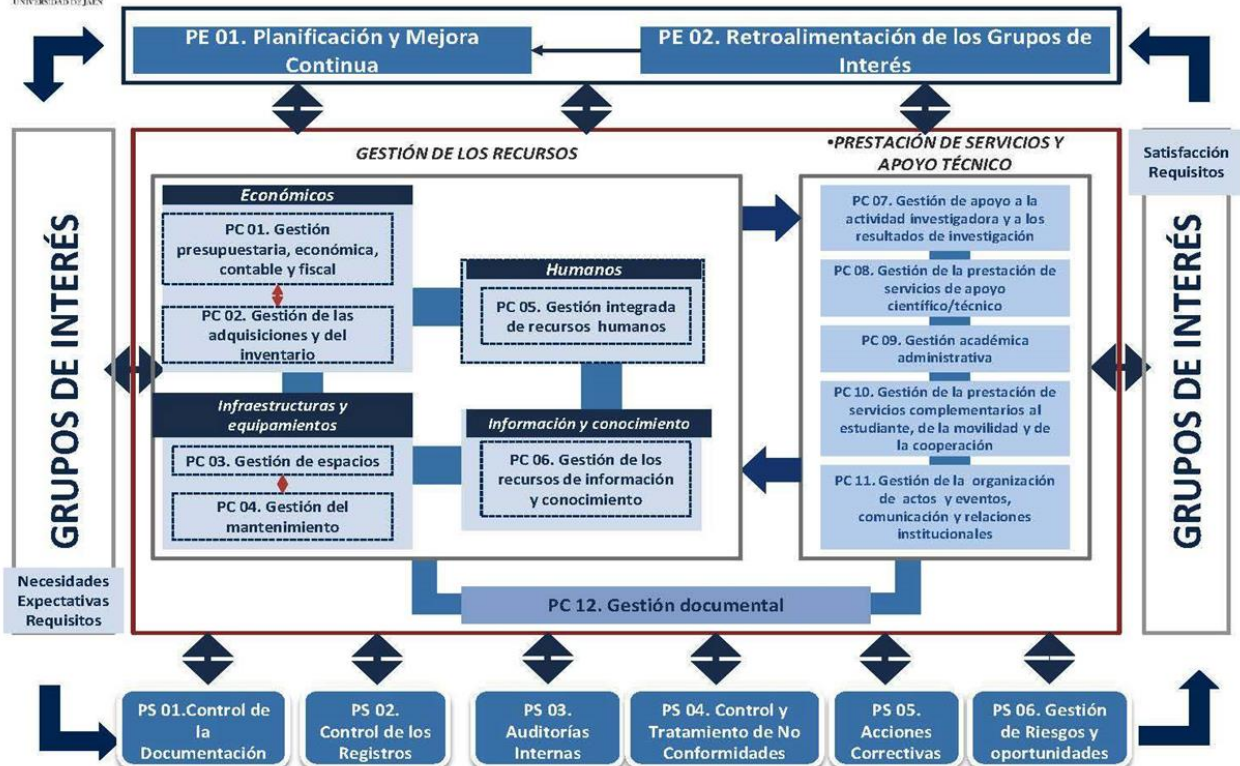 UNIVERSIDAD DE JAÉN
PE 01. Planificación y Mejora
Continua
PE 02. Retroalimentación de los Grupos de
Interés
GRUPOS DE INTERÉS
Necesidades
Expectativas
Requisitos
GESTIÓN DE LOS RECURSOS
Económicos
PC 01. Gestión
presupuestaria, económica,
contable y fiscal
PC 02. Gestión de las
adquisiciones y del
inventario
Humanos
PC 05. Gestión integrada
de recursos humanos
Infraestructuras y
equipamientos
PC 03. Gestión de espacios
PC 04. Gestión del
mantenimiento
Información y conocimiento
PC 06. Gestión de los
recursos de información
y conocimiento
•PRESTACIÓN DE SERVICIOS Y
APOYO TÉCNICO
PC 07. Gestión de apoyo a la
actividad investigadora y a los
resultados de investigación
PC 08. Gestión de la prestación de
servicios de apoyo
científico/técnico
PC 09. Gestión académica
administrativa
PC 10. Gestión de la prestación de
servicios complementarios al
estudiante, de la movilidad y de
la cooperación
PC 11. Gestión de la organización
de actos y eventos,
comunicación y relaciones
institucionales
PC 12. Gestión documental
Satisfacción
Requisitos
GRUPOS DE INTERÉS
PS 01.Control de
la
Documentación
PS 02.
Control de los
Registros
PS 03.
Auditorías
Internas
PS 04. Control y
Tratamiento de No
Conformidades
PS 05.
Acciones
Correctivas
PS 06. Gestión
de Riesgos y
oportunidades